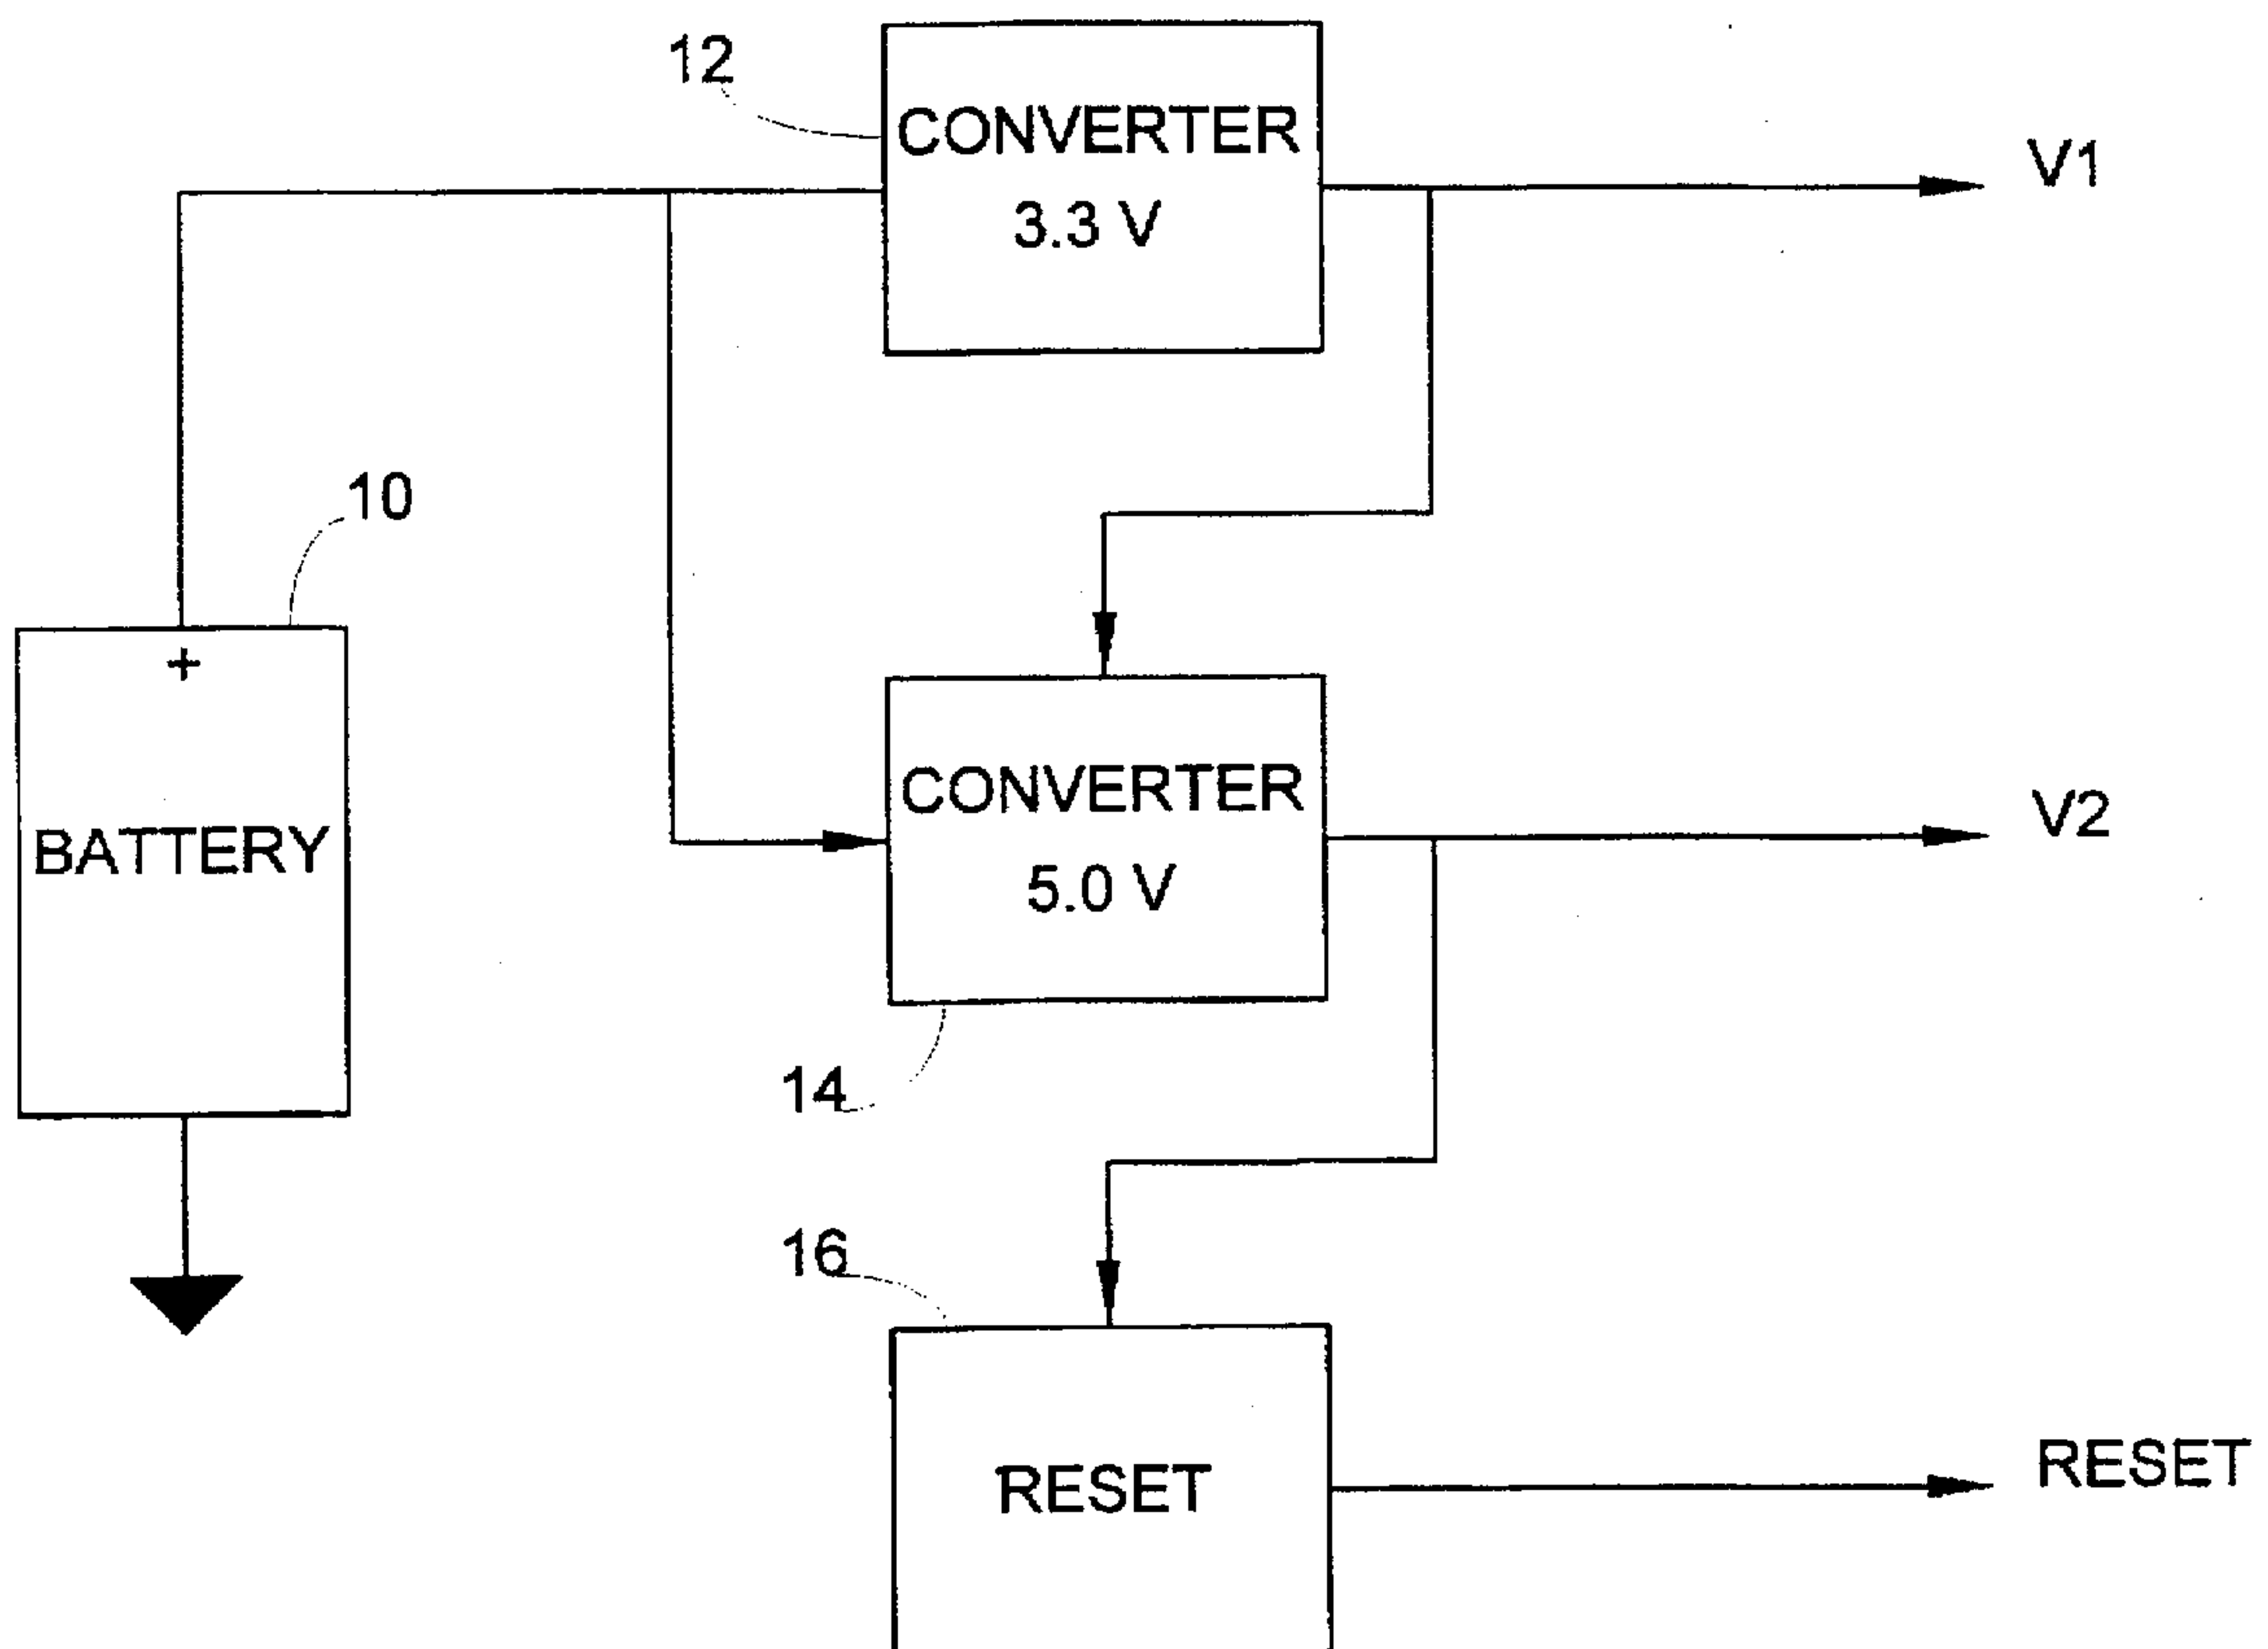 12
CONVERTER
3.3 V
V1
10
+
BATTERY
CONVERTER
5.0 V
V2
14
16
RESET
RESET